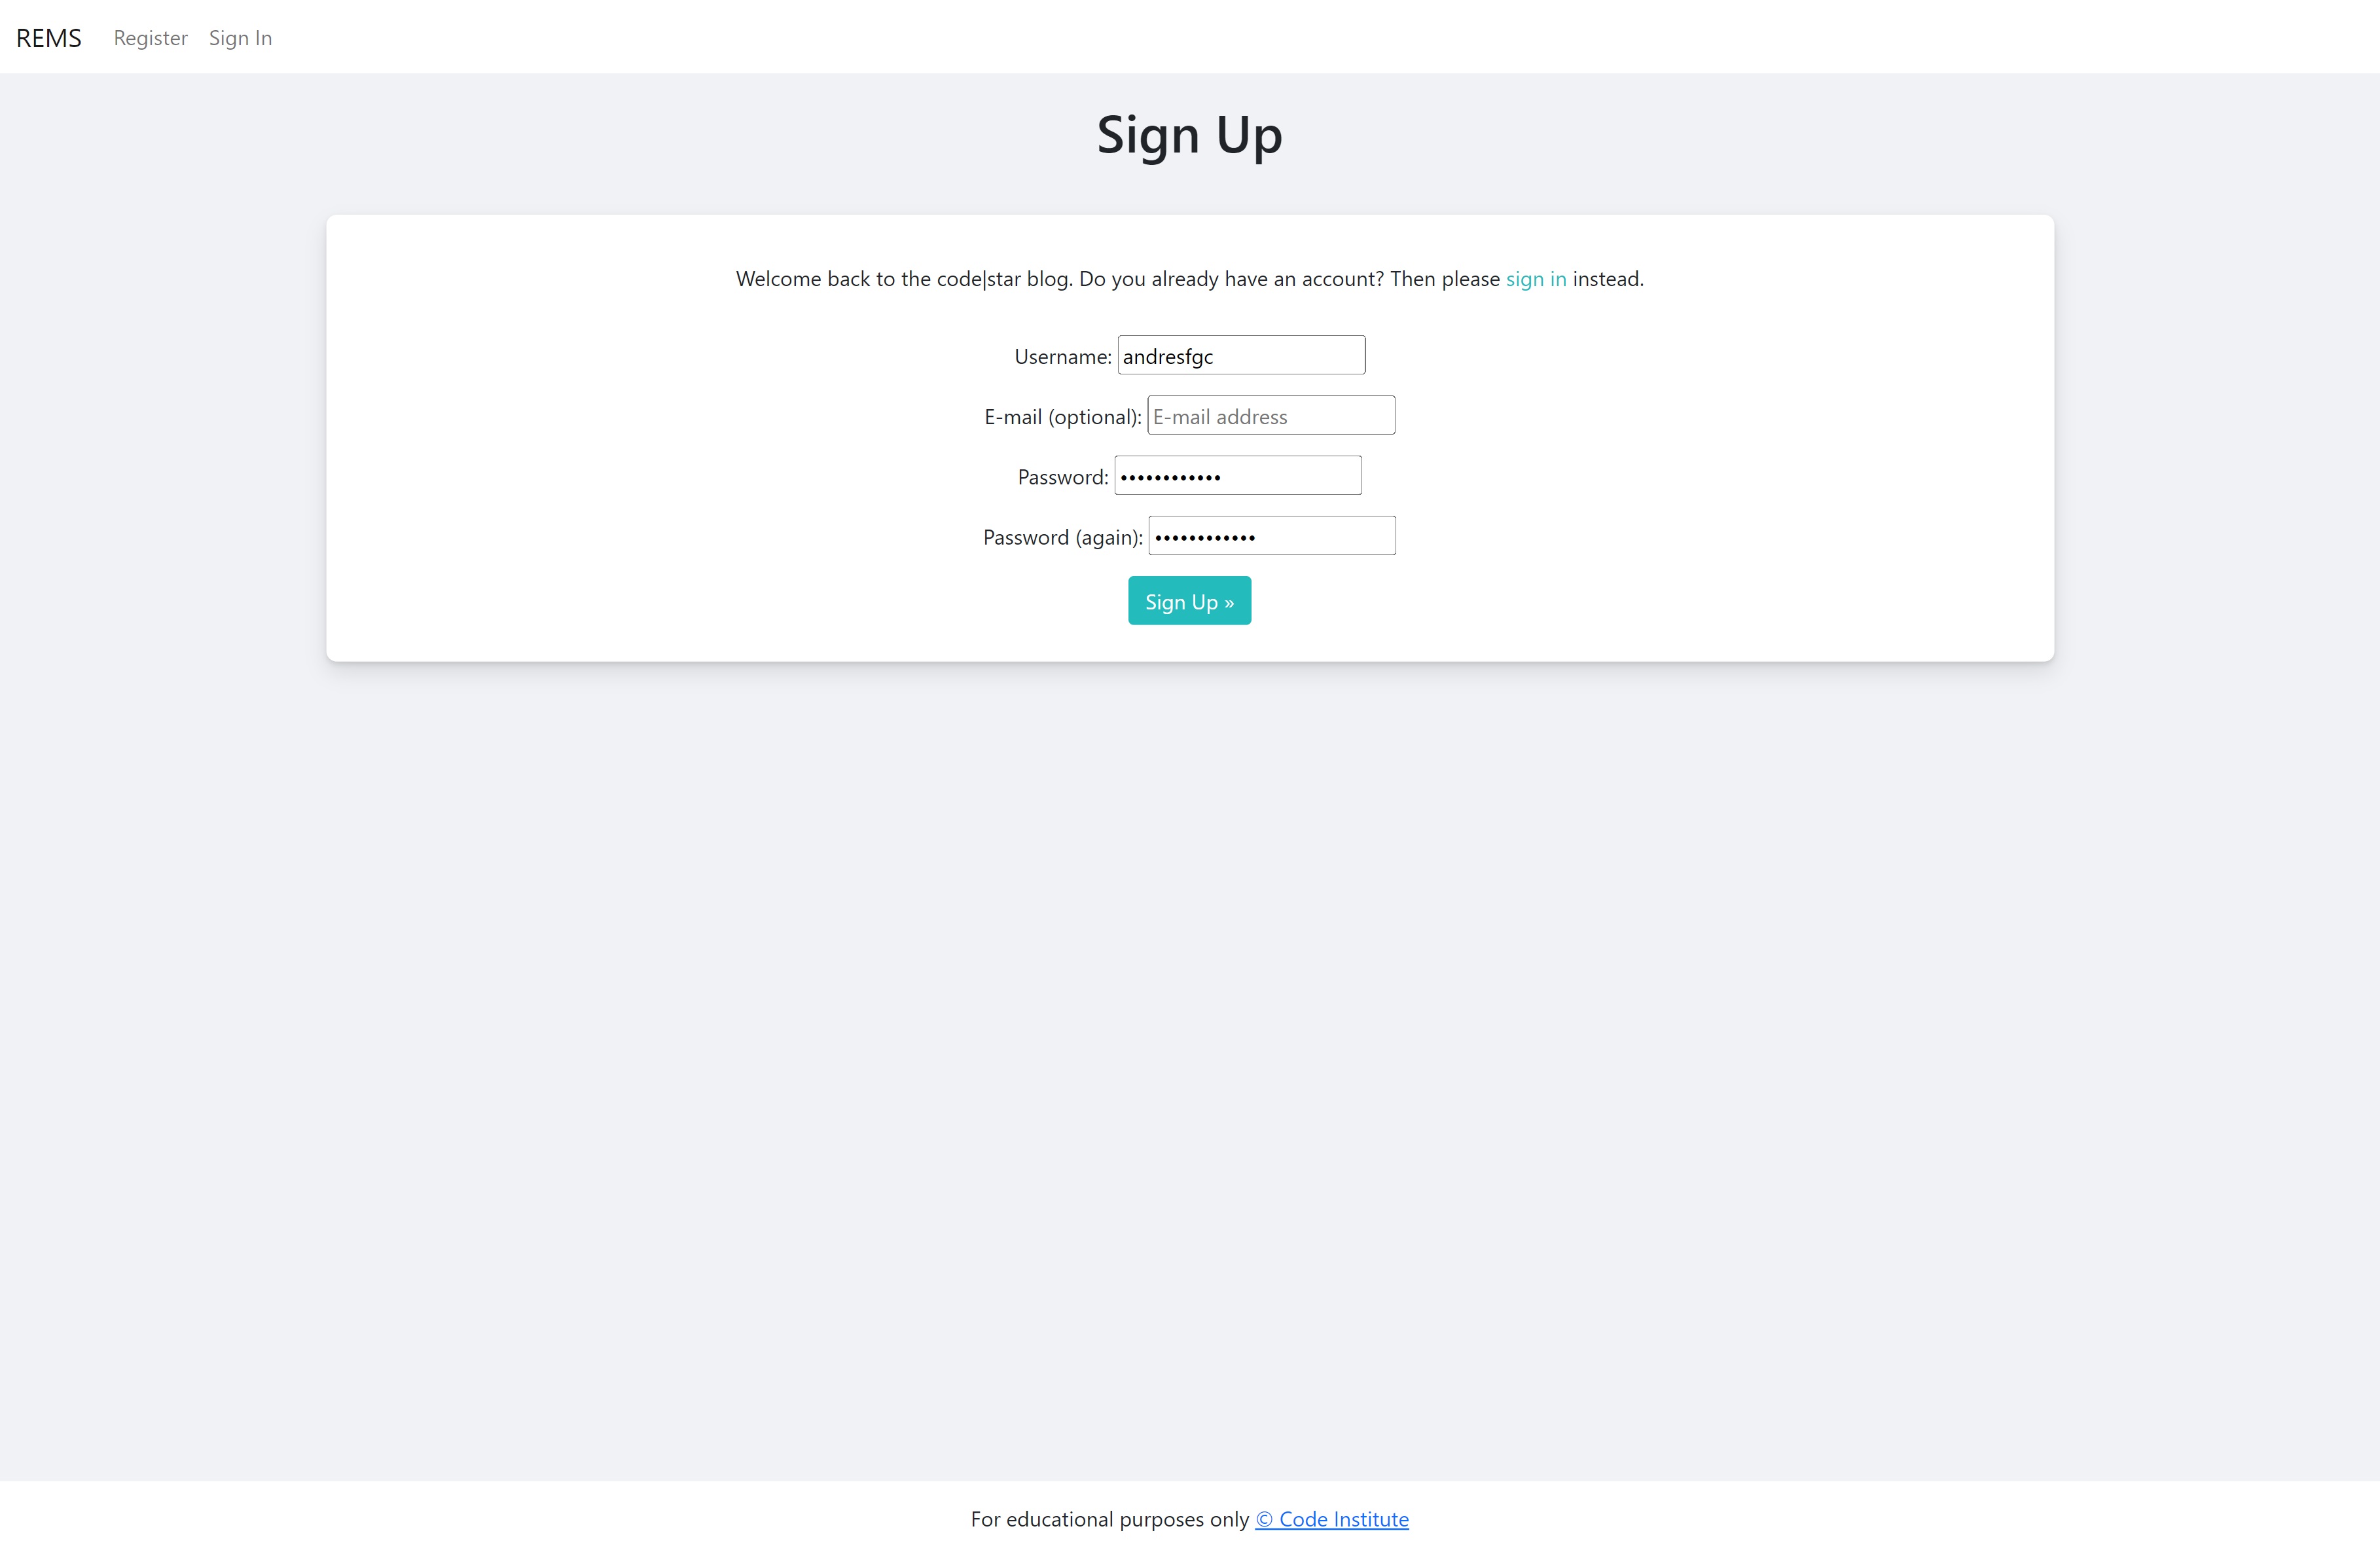 REMS Register Sign In
Sign Up
Welcome back to the code|star blog. Do you already have an account? Then please sign in instead.
Username: andresfgc
E-mail (optional): E-mail address
Password: ••••••••••••
Password (again): ••••••••••••
Sign Up »
For educational purposes only © Code Institute